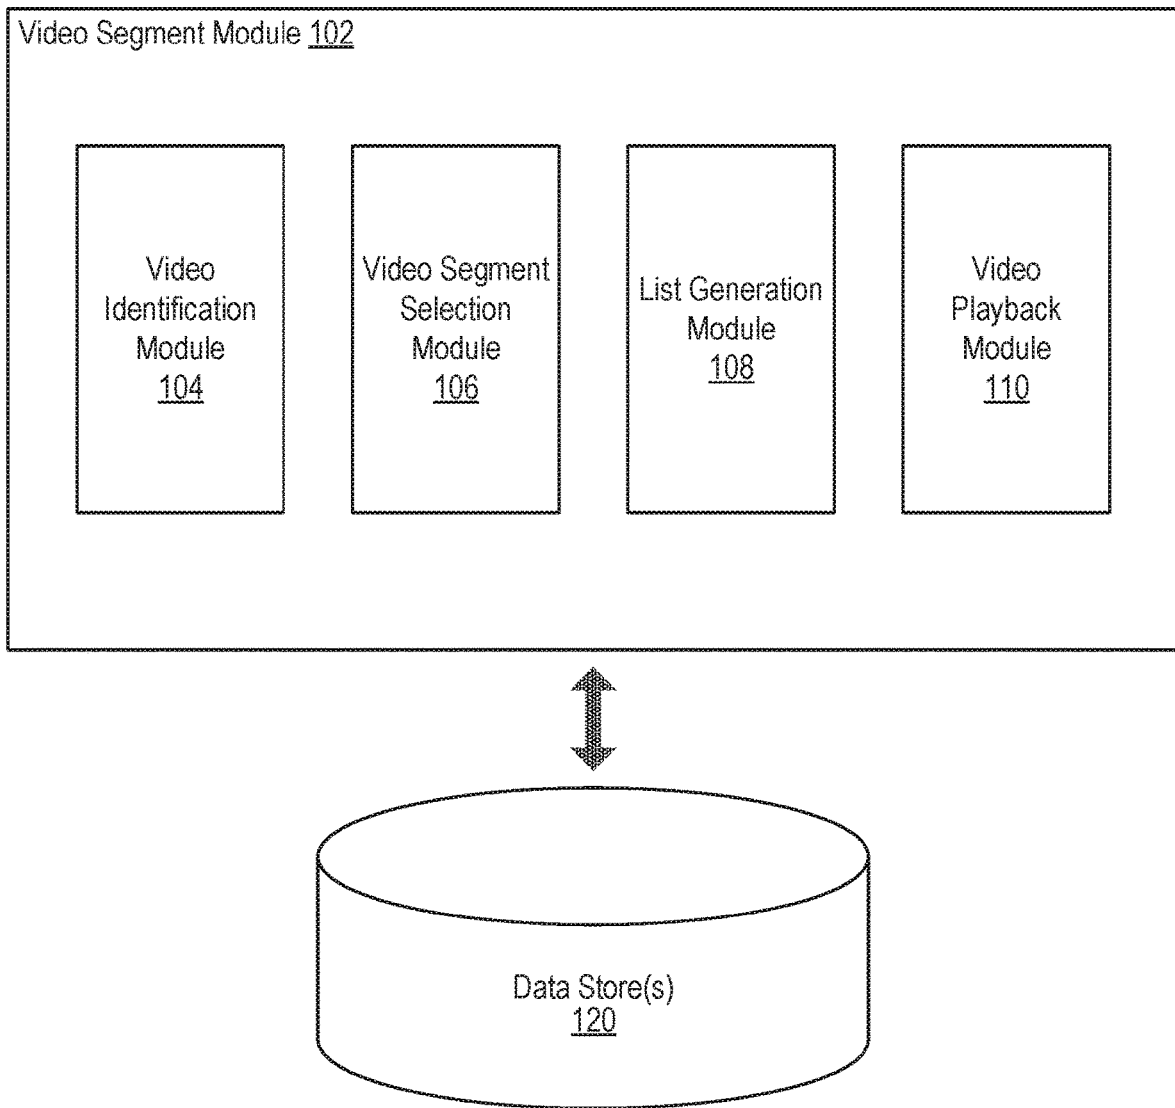 Video Segment Module 102
Video
Identification
Module
104
Video Segment
Selection
Module
106
List Generation
Module
108
Video
Playback
Module
110
Data Store(s)
120